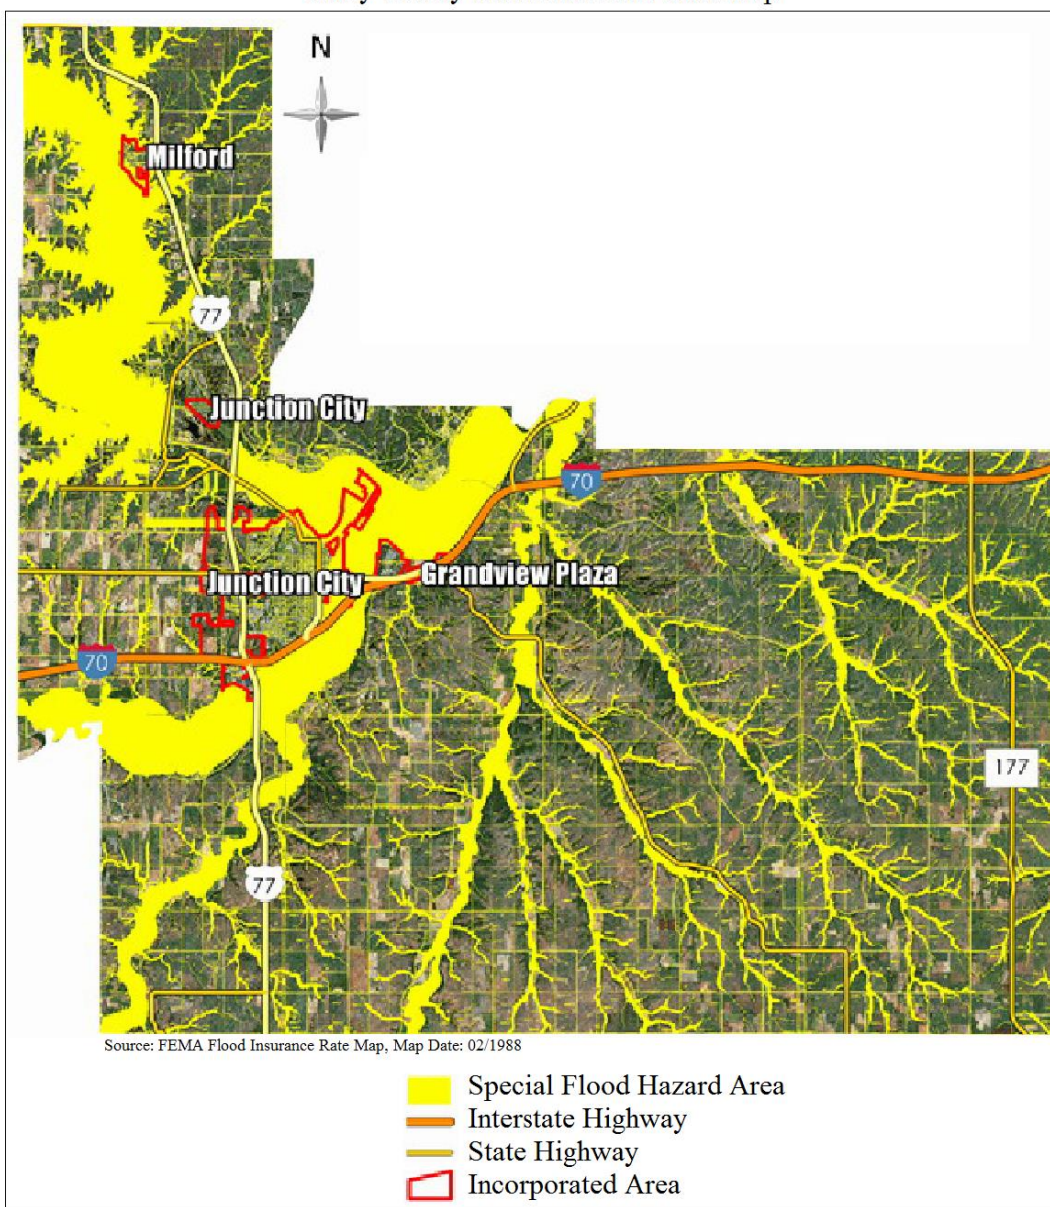 N
Milford
77
Junction City
70
Junction City
Grandview Plaza
70
177
77
Source: FEMA Flood Insurance Rate Map, Map Date: 02/1988
Special Flood Hazard Area
Interstate Highway
State Highway
Incorporated Area